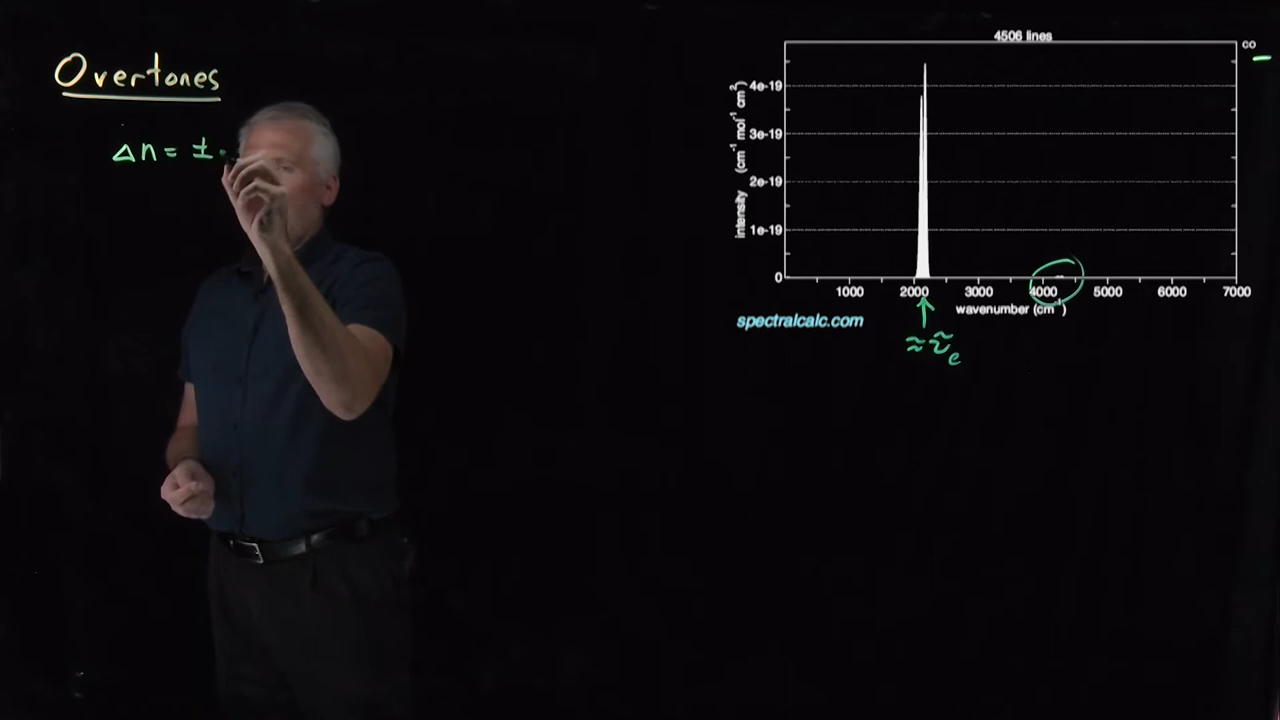 Overtones
Δn = ±
4506 lines
CO
4e-19
3e-19
2e-19
1e-19
0
intensity (cm⁻¹ mol⁻¹ cm²)
1000 2000 3000 4000 5000 6000 7000
wavenumber (cm⁻¹)
spectralcalc.com
≈ ν̃ₑ